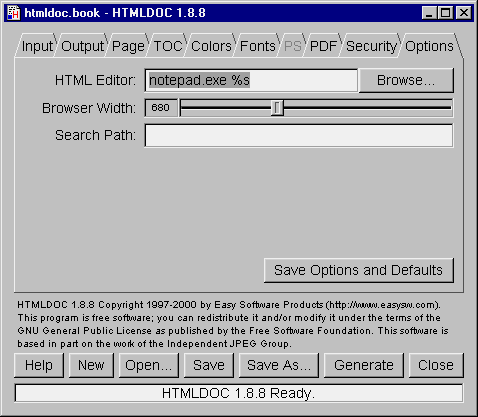 htmldoc.book - HTMLDOC 1.8.8
Input Output Page TOC Colors Fonts PS PDF Security Options
HTML Editor: notepad.exe %s Browse...
Browser Width: 680
Search Path:
Save Options and Defaults
HTMLDOC 1.8.8 Copyright 1997-2000 by Easy Software Products (http://www.easysw.com).
This program is free software; you can redistribute it and/or modify it under the terms of the
GNU General Public License as published by the Free Software Foundation. This software is
based in part on the work of the Independent JPEG Group.
Help New Open... Save Save As... Generate Close
HTMLDOC 1.8.8 Ready.